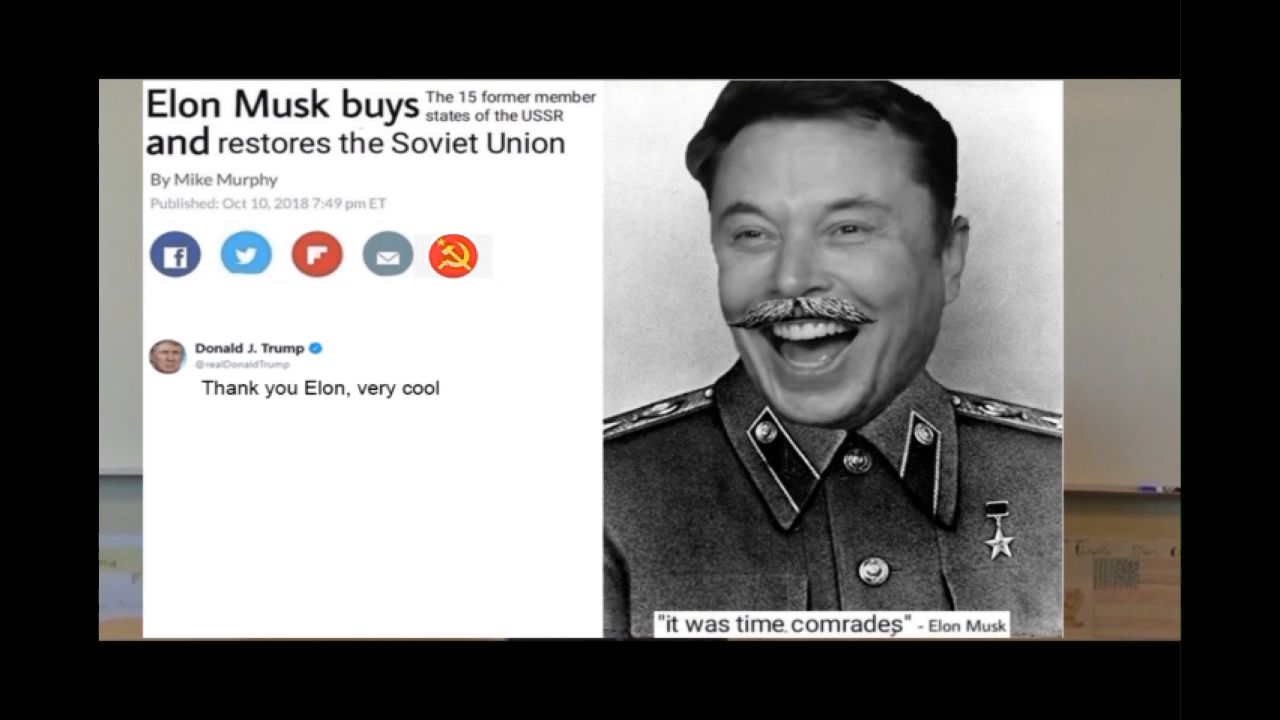 Elon Musk buys The 15 former member
states of the USSR
and restores the Soviet Union
By Mike Murphy
Published: Oct 10, 2018 7:49 pm ET
Donald J. Trump
@realDonaldTrump
Thank you Elon, very cool
"it was time comrades" - Elon Musk